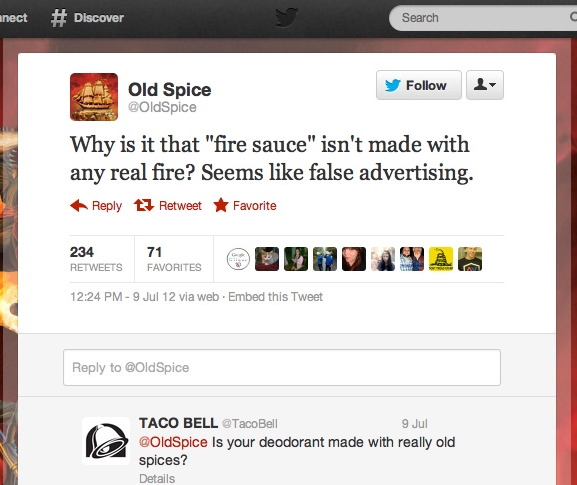 nnect # Discover Search
Old Spice Follow
@OldSpice
Why is it that "fire sauce" isn't made with
any real fire? Seems like false advertising.
Reply Retweet Favorite
234 71
RETWEETS FAVORITES
12:24 PM - 9 Jul 12 via web · Embed this Tweet
Reply to @OldSpice
TACO BELL @TacoBell 9 Jul
@OldSpice Is your deodorant made with really old
spices?
Details